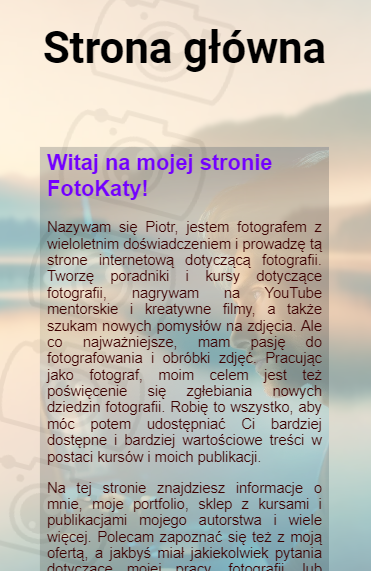 Strona główna
Witaj na mojej stronie
FotoKaty!
Nazywam się Piotr, jestem fotografem z
wieloletnim doświadczeniem i prowadzę tą
strone internetową dotyczącą fotografii.
Tworzę poradniki i kursy dotyczące
fotografii, nagrywam na YouTube
mentorskie i kreatywne filmy, a także
szukam nowych pomysłów na zdjęcia. Ale
co najważniejsze, mam pasję do
fotografowania i obróbki zdjęć. Pracując
jako fotograf, moim celem jest też
poświęcenie się zgłebiania nowych
dziedzin fotografii. Robię to wszystko, aby
móc potem udostępniać Ci bardziej
dostępne i bardziej wartościowe treści w
postaci kursów i moich publikacji.
Na tej stronie znajdziesz informacje o
mnie, moje portfolio, sklep z kursami i
publikacjami mojego autorstwa i wiele
więcej. Polecam zapoznać się też z moją
ofertą, a jakbyś miał jakiekolwiek pytania
dotyczące mojej pracy, fotografii lub